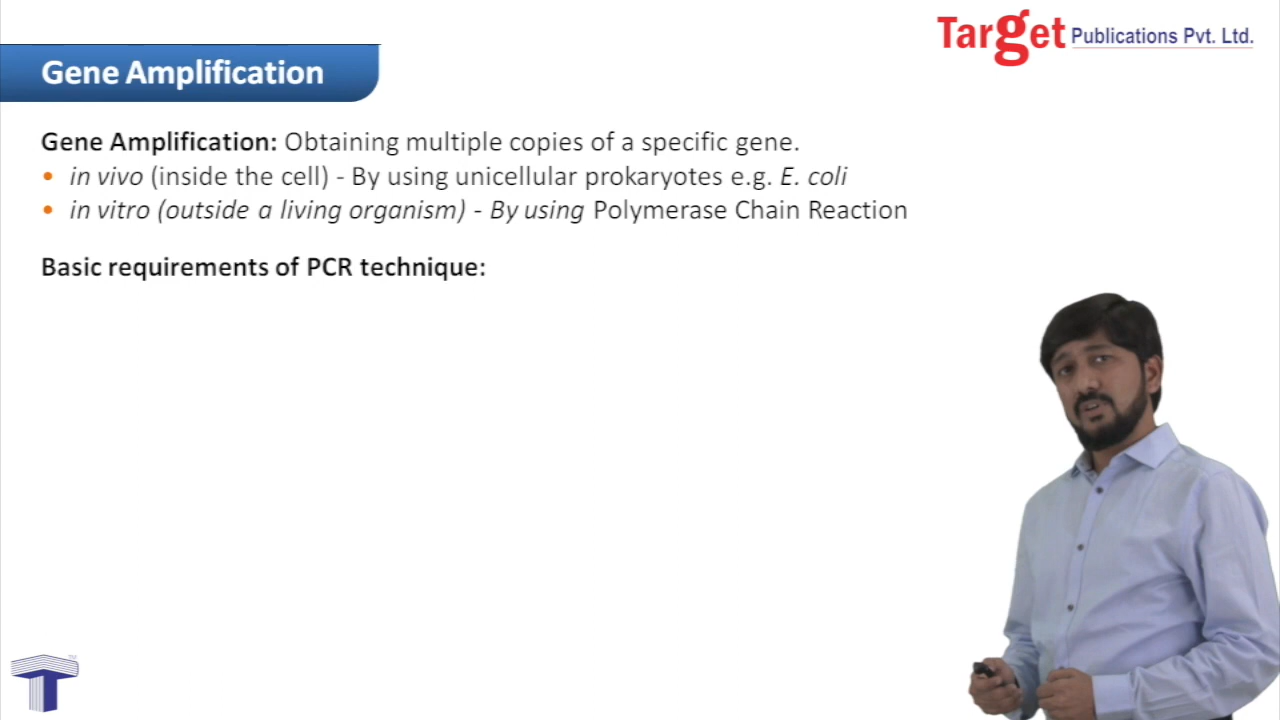 Target Publications Pvt. Ltd.
Gene Amplification
Gene Amplification: Obtaining multiple copies of a specific gene.
• in vivo (inside the cell) - By using unicellular prokaryotes e.g. E. coli
• in vitro (outside a living organism) - By using Polymerase Chain Reaction
Basic requirements of PCR technique:
TM